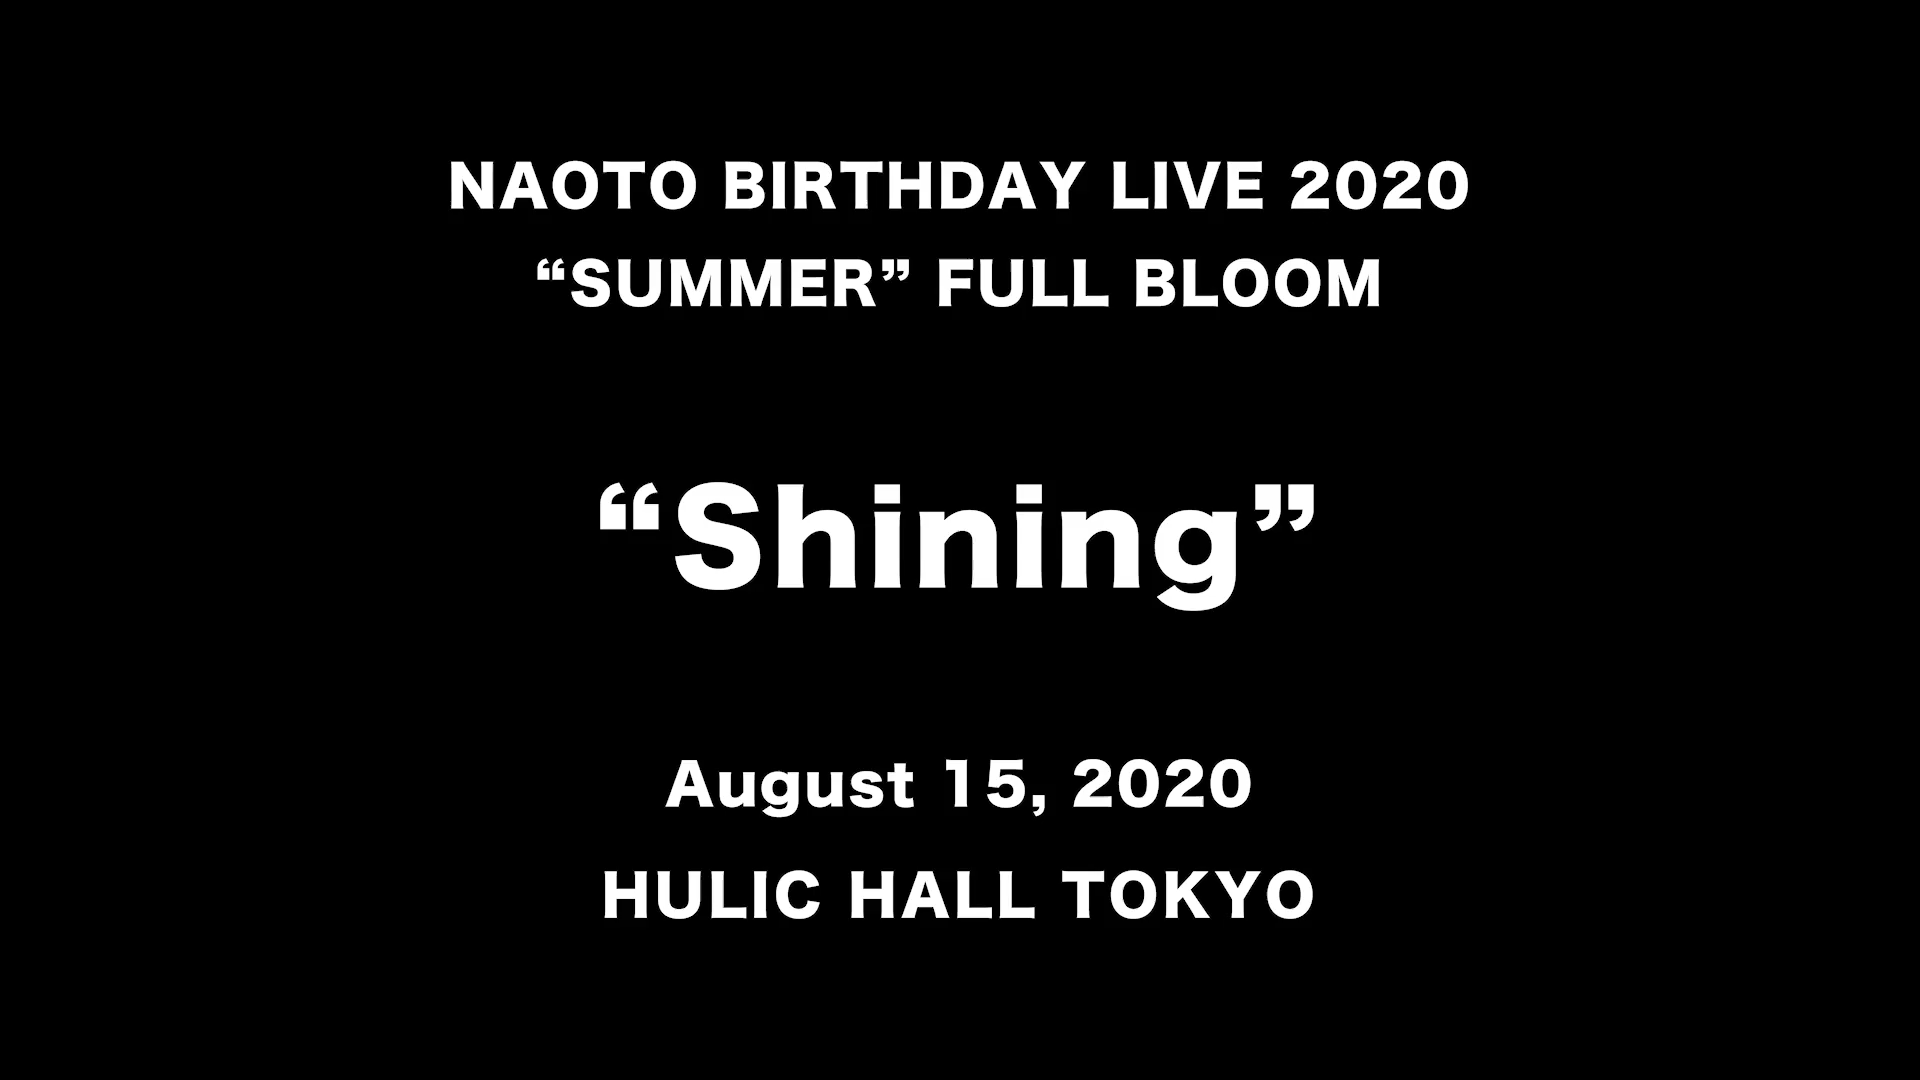 NAOTO BIRTHDAY LIVE 2020
“SUMMER” FULL BLOOM
“Shining”
August 15, 2020
HULIC HALL TOKYO